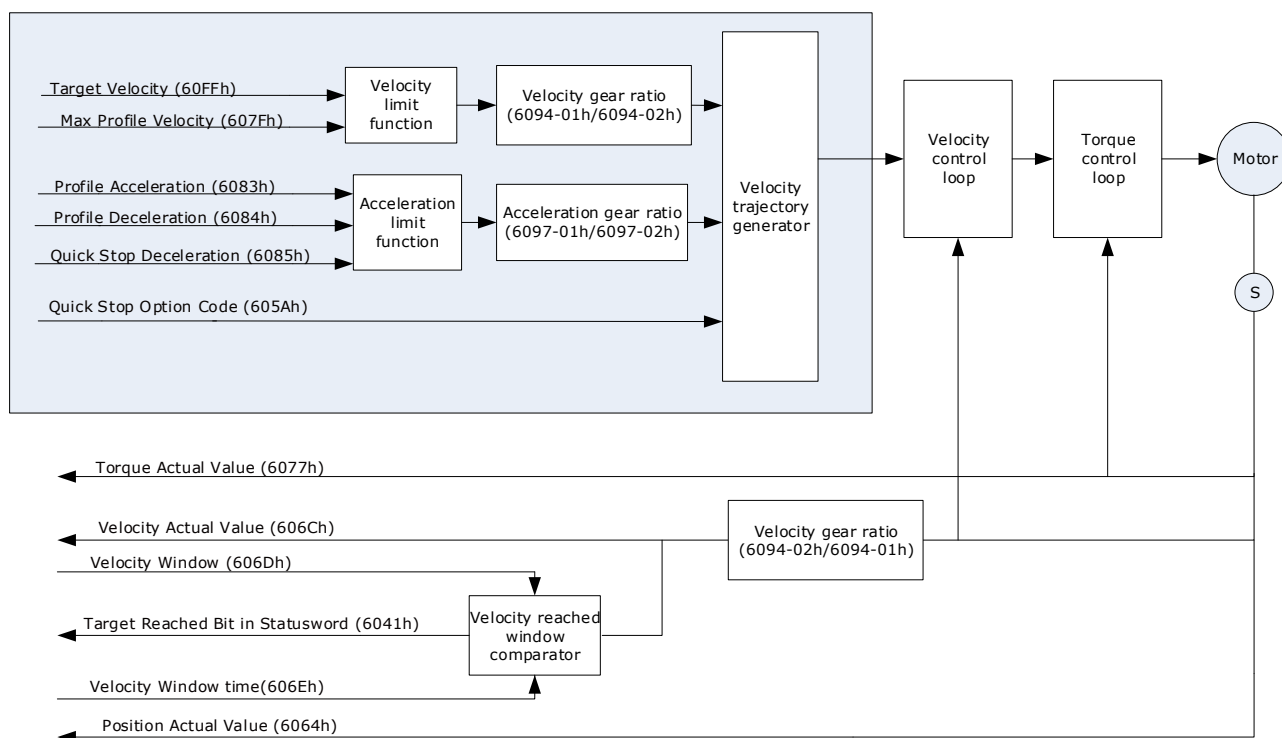 Target Velocity (60FFh)
Max Profile Velocity (607Fh)
Velocity
limit
function
Velocity gear ratio
(6094-01h/6094-02h)
Profile Acceleration (6083h)
Profile Deceleration (6084h)
Quick Stop Deceleration (6085h)
Acceleration
limit
function
Acceleration gear ratio
(6097-01h/6097-02h)
Quick Stop Option Code (605Ah)
Velocity
trajectory
generator
Velocity
control
loop
Torque
control
loop
Motor
S
Torque Actual Value (6077h)
Velocity Actual Value (606Ch)
Velocity gear ratio
(6094-02h/6094-01h)
Velocity Window (606Dh)
Target Reached Bit in Statusword (6041h)
Velocity reached
window
comparator
Velocity Window time(606Eh)
Position Actual Value (6064h)